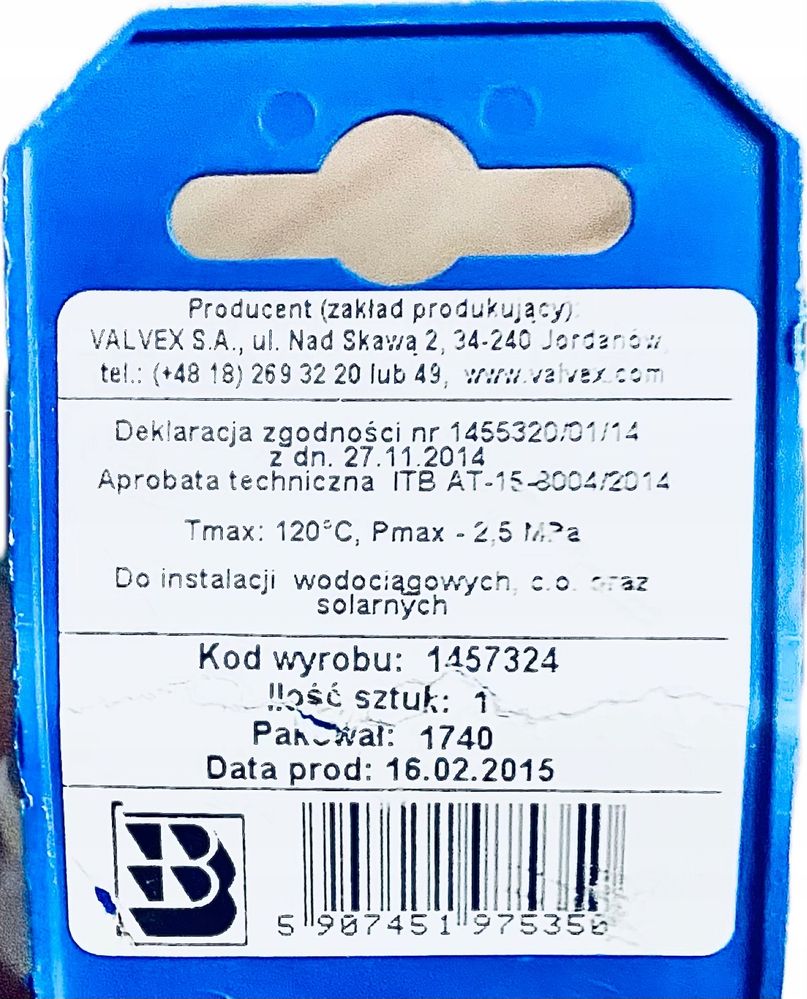 Producent (zakład produkujący):
VALVEX S.A., ul. Nad Skawą 2, 34-240 Jordanów,
tel.: (+48 18) 269 32 20 lub 49, www.valvex.com
Deklaracja zgodności nr 1455320/01/14
z dn. 27.11.2014
Aprobata techniczna ITB AT-15-8004/2014
Tmax: 120°C, Pmax - 2,5 MPa
Do instalacji wodociągowych, c.o. oraz
solarnych
Kod wyrobu: 1457324
Ilość sztuk: 1
Pakował: 1740
Data prod: 16.02.2015
B
5 907451 975350